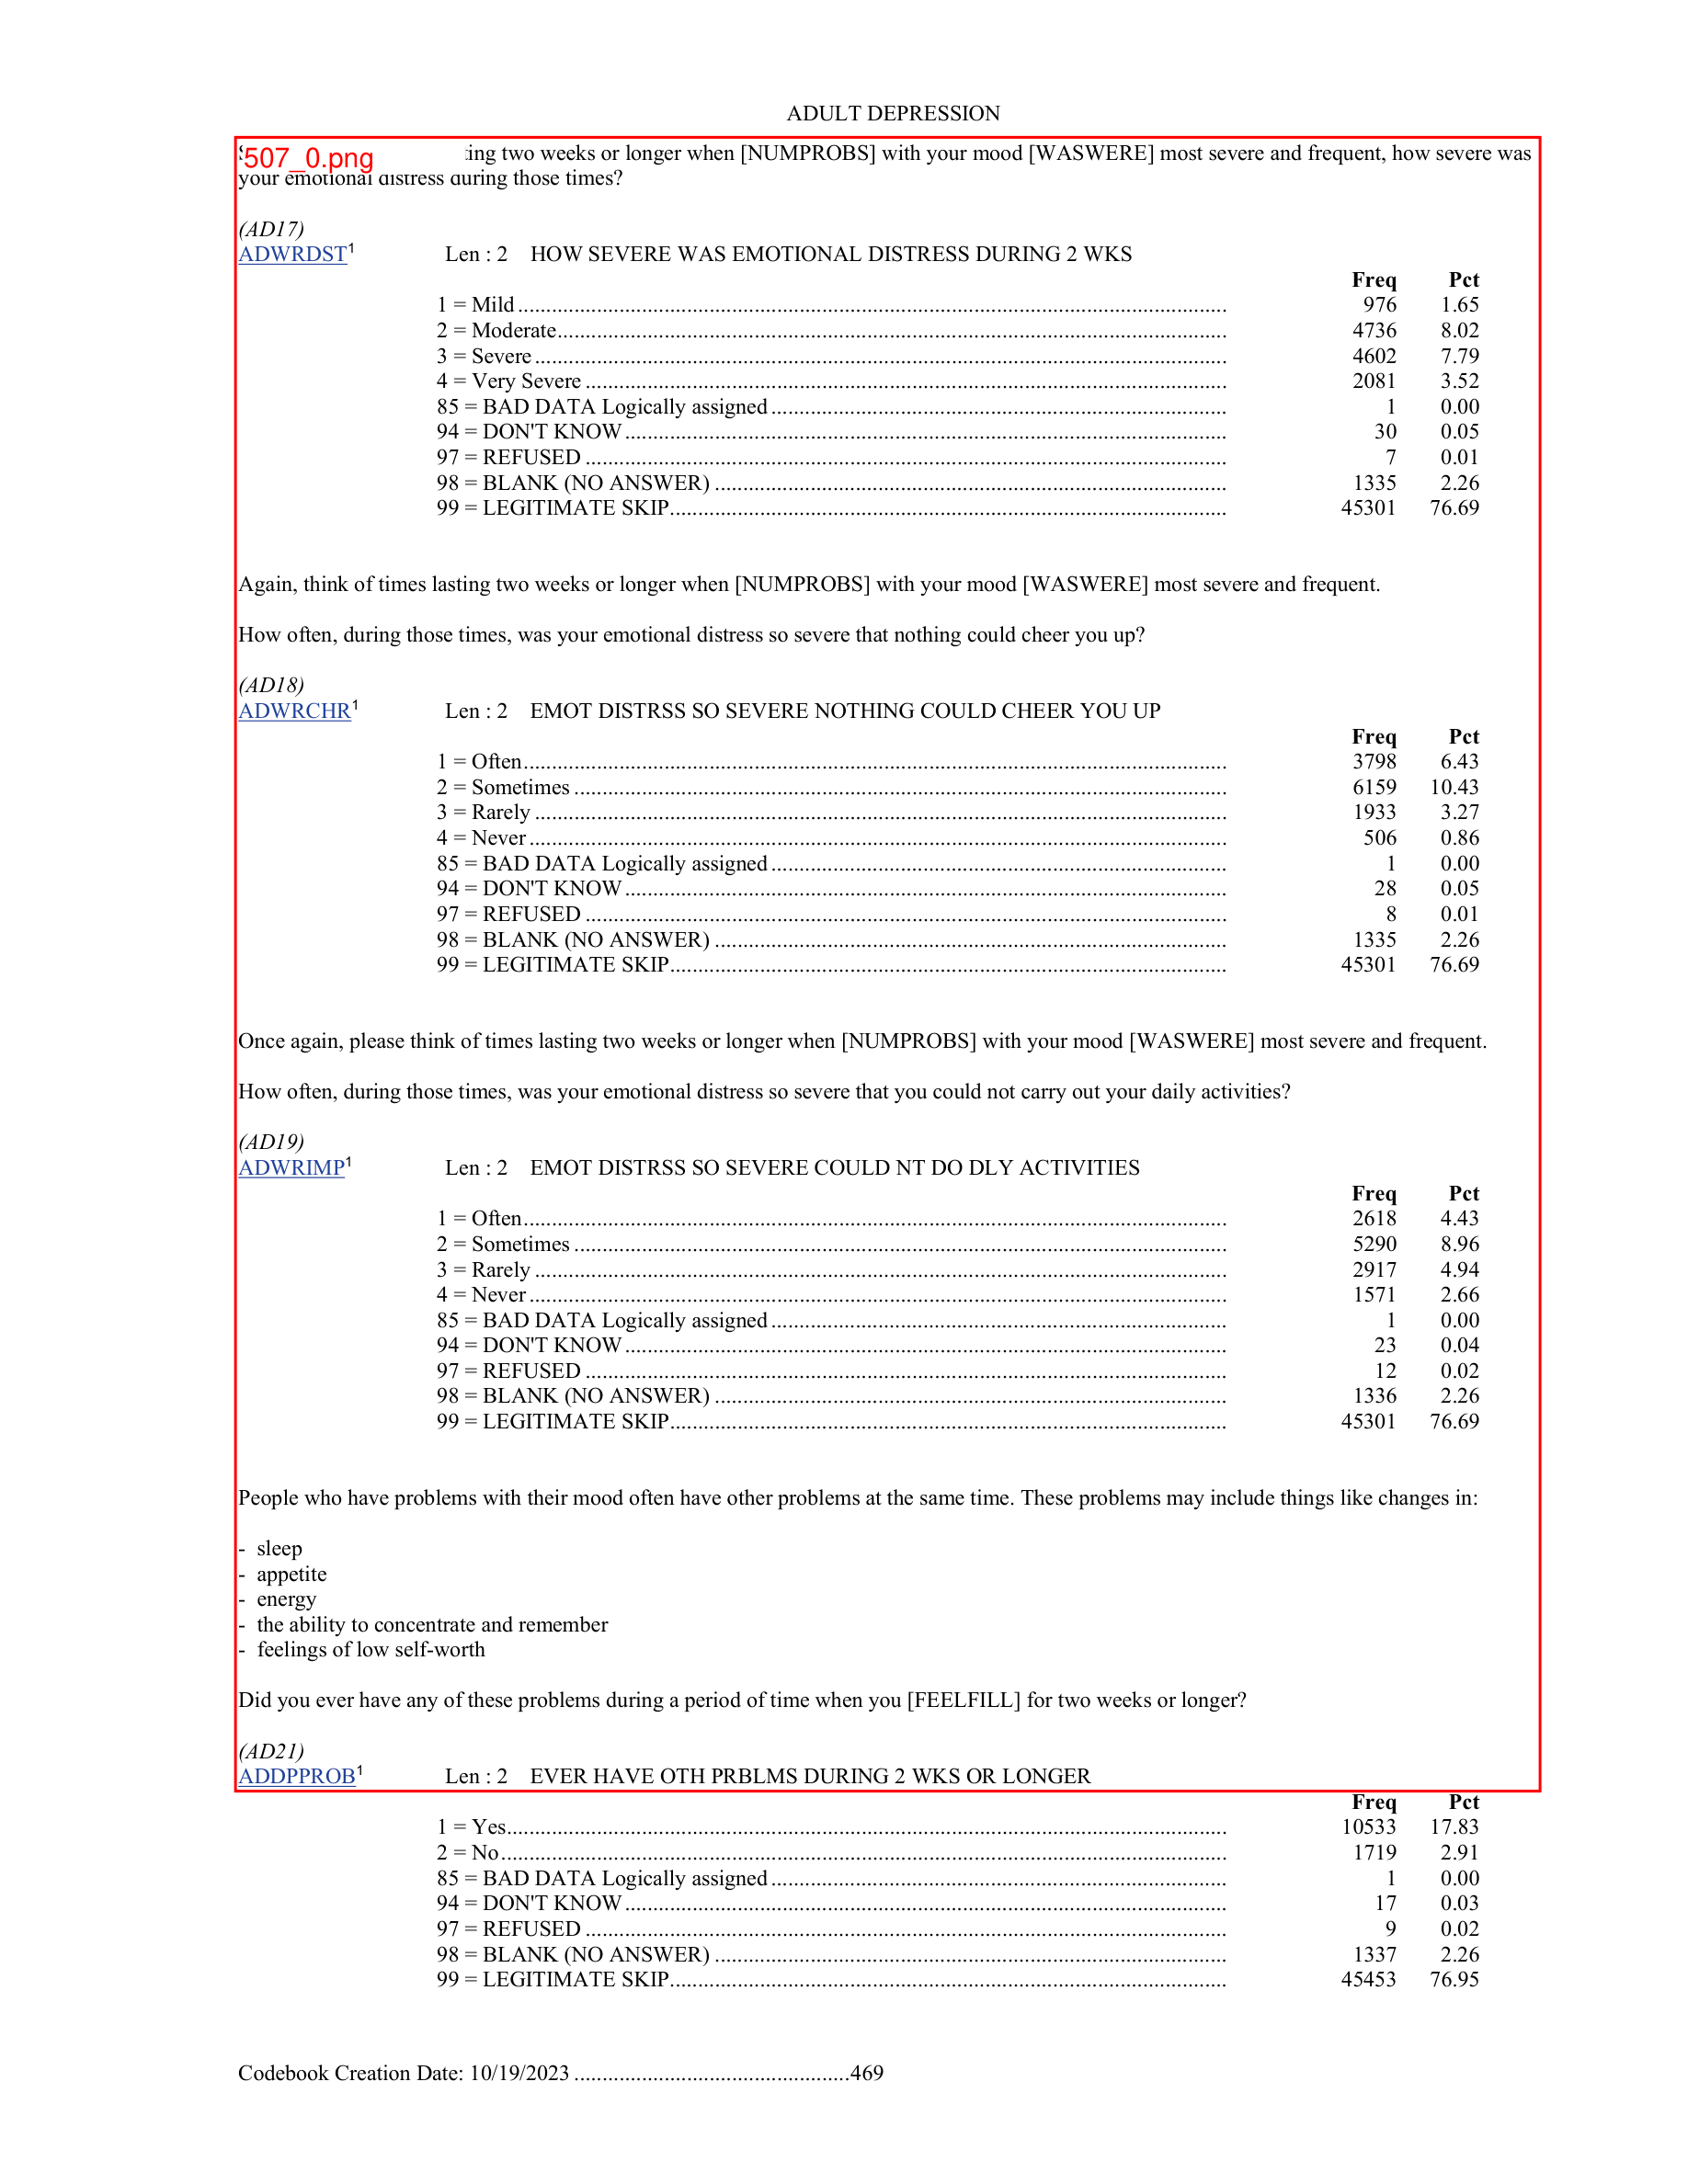 ADULT DEPRESSION
507_0.png ing two weeks or longer when [NUMPROBS] with your mood [WASWERE] most severe and frequent, how severe was
your emotional distress during those times?
(AD17)
ADWRDST1 Len : 2 HOW SEVERE WAS EMOTIONAL DISTRESS DURING 2 WKS
Freq Pct
1 = Mild 976 1.65
2 = Moderate 4736 8.02
3 = Severe 4602 7.79
4 = Very Severe 2081 3.52
85 = BAD DATA Logically assigned 1 0.00
94 = DON'T KNOW 30 0.05
97 = REFUSED 7 0.01
98 = BLANK (NO ANSWER) 1335 2.26
99 = LEGITIMATE SKIP 45301 76.69
Again, think of times lasting two weeks or longer when [NUMPROBS] with your mood [WASWERE] most severe and frequent.
How often, during those times, was your emotional distress so severe that nothing could cheer you up?
(AD18)
ADWRCHR1 Len : 2 EMOT DISTRSS SO SEVERE NOTHING COULD CHEER YOU UP
Freq Pct
1 = Often 3798 6.43
2 = Sometimes 6159 10.43
3 = Rarely 1933 3.27
4 = Never 506 0.86
85 = BAD DATA Logically assigned 1 0.00
94 = DON'T KNOW 28 0.05
97 = REFUSED 8 0.01
98 = BLANK (NO ANSWER) 1335 2.26
99 = LEGITIMATE SKIP 45301 76.69
Once again, please think of times lasting two weeks or longer when [NUMPROBS] with your mood [WASWERE] most severe and frequent.
How often, during those times, was your emotional distress so severe that you could not carry out your daily activities?
(AD19)
ADWRIMP1 Len : 2 EMOT DISTRSS SO SEVERE COULD NT DO DLY ACTIVITIES
Freq Pct
1 = Often 2618 4.43
2 = Sometimes 5290 8.96
3 = Rarely 2917 4.94
4 = Never 1571 2.66
85 = BAD DATA Logically assigned 1 0.00
94 = DON'T KNOW 23 0.04
97 = REFUSED 12 0.02
98 = BLANK (NO ANSWER) 1336 2.26
99 = LEGITIMATE SKIP 45301 76.69
People who have problems with their mood often have other problems at the same time. These problems may include things like changes in:
- sleep
- appetite
- energy
- the ability to concentrate and remember
- feelings of low self-worth
Did you ever have any of these problems during a period of time when you [FEELFILL] for two weeks or longer?
(AD21)
ADDPPROB1 Len : 2 EVER HAVE OTH PRBLMS DURING 2 WKS OR LONGER
Freq Pct
1 = Yes 10533 17.83
2 = No 1719 2.91
85 = BAD DATA Logically assigned 1 0.00
94 = DON'T KNOW 17 0.03
97 = REFUSED 9 0.02
98 = BLANK (NO ANSWER) 1337 2.26
99 = LEGITIMATE SKIP 45453 76.95
Codebook Creation Date: 10/19/2023 469